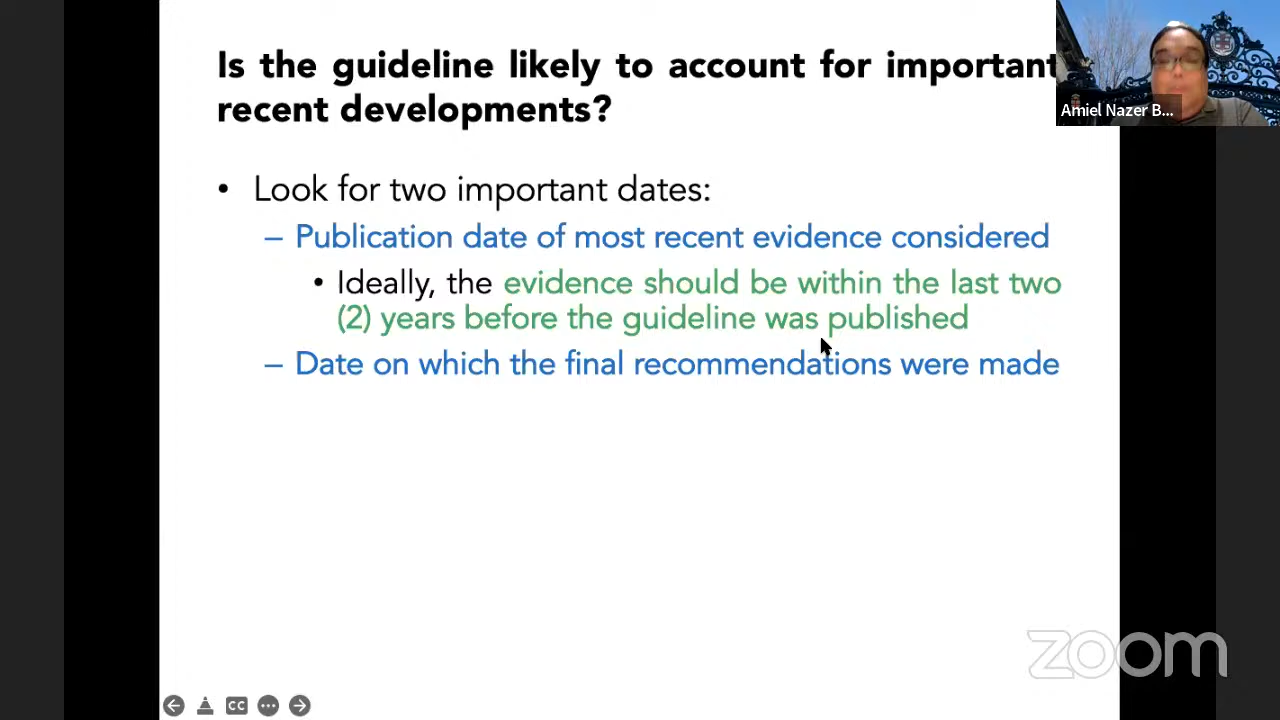 Is the guideline likely to account for important
recent developments?
• Look for two important dates:
– Publication date of most recent evidence considered
• Ideally, the evidence should be within the last two
(2) years before the guideline was published
– Date on which the final recommendations were made
Amiel Nazer B...
zoom
CC